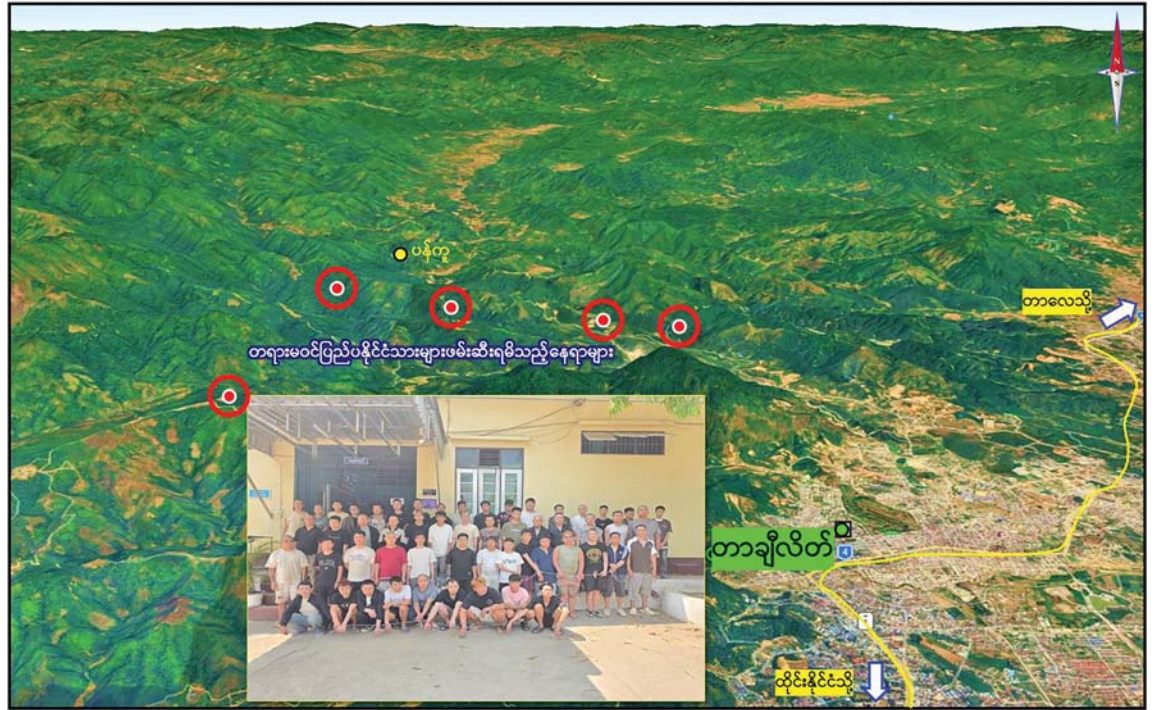 N
S
ပန်ကူ
တာလေသို့
တရားမဝင်ပြည်ပနိုင်ငံသားများဖမ်းဆီးရမိသည့်နေရာများ
တာချီလိတ်
4
ထိုင်းနိုင်ငံသို့